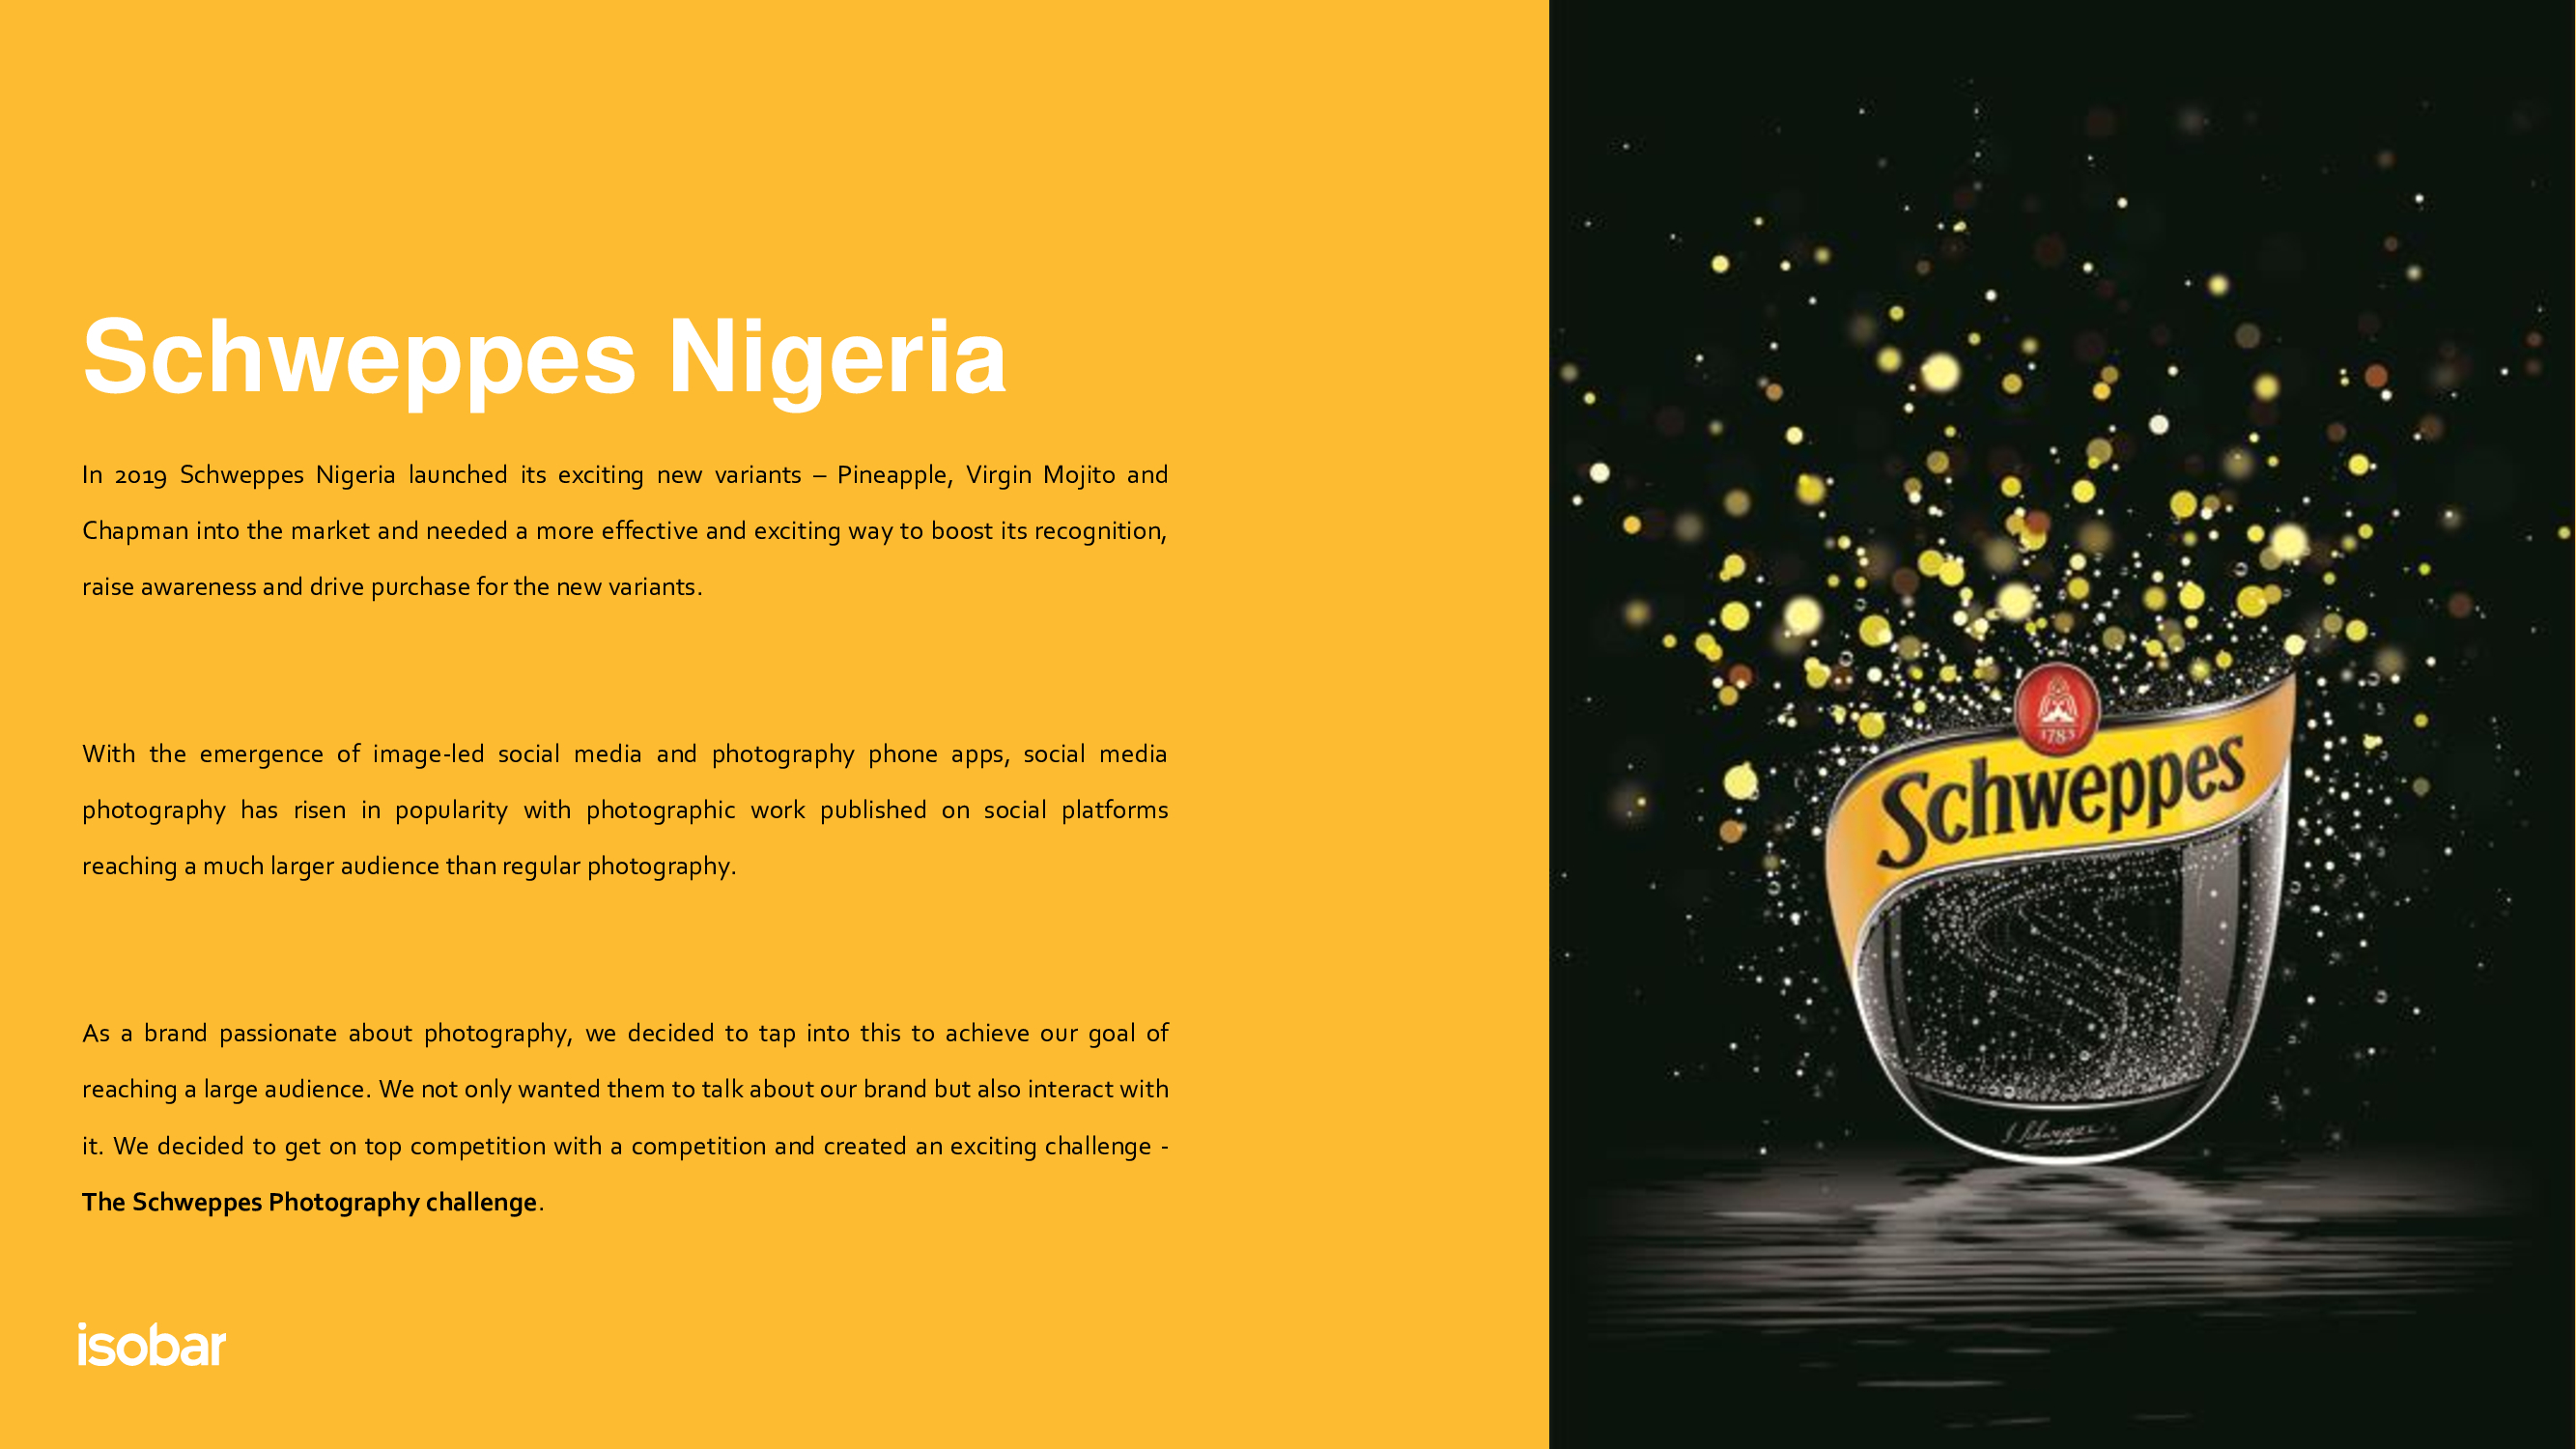 Schweppes Nigeria
In 2019 Schweppes Nigeria launched its exciting new variants – Pineapple, Virgin Mojito and
Chapman into the market and needed a more effective and exciting way to boost its recognition,
raise awareness and drive purchase for the new variants.
With the emergence of image-led social media and photography phone apps, social media
photography has risen in popularity with photographic work published on social platforms
reaching a much larger audience than regular photography.
As a brand passionate about photography, we decided to tap into this to achieve our goal of
reaching a large audience. We not only wanted them to talk about our brand but also interact with
it. We decided to get on top competition with a competition and created an exciting challenge -
The Schweppes Photography challenge.
isobar
1783
Schweppes
J. Schweppe